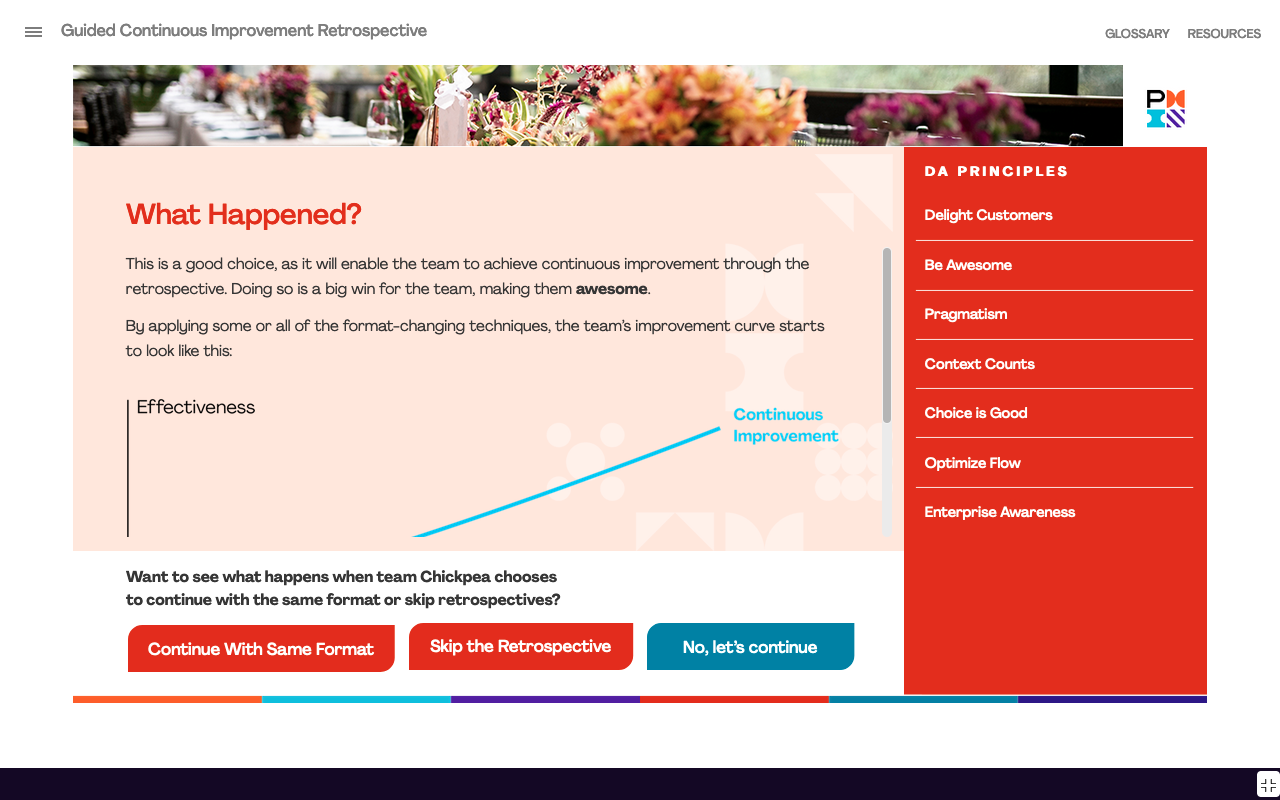 Guided Continuous Improvement Retrospective
GLOSSARY RESOURCES
What Happened?
This is a good choice, as it will enable the team to achieve continuous improvement through the
retrospective. Doing so is a big win for the team, making them awesome.
By applying some or all of the format-changing techniques, the team's improvement curve starts
to look like this:
Effectiveness
Continuous
Improvement
DA PRINCIPLES
Delight Customers
Be Awesome
Pragmatism
Context Counts
Choice is Good
Optimize Flow
Enterprise Awareness
Want to see what happens when team Chickpea chooses
to continue with the same format or skip retrospectives?
Continue With Same Format
Skip the Retrospective
No, let's continue